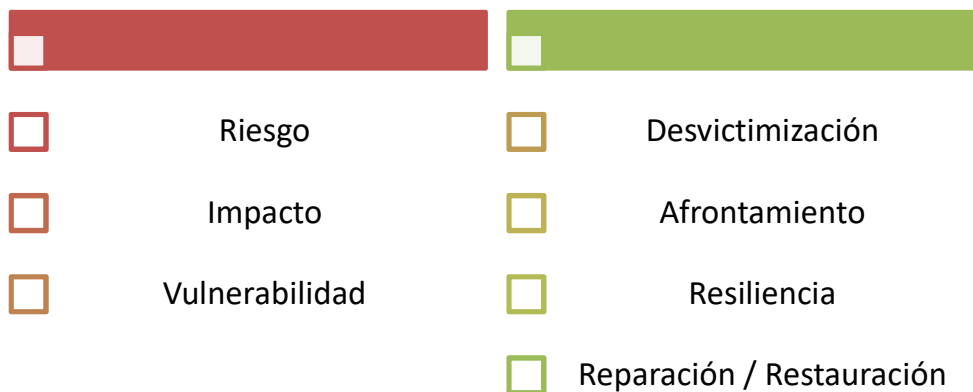 Riesgo
Impacto
Vulnerabilidad
Desvictimización
Afrontamiento
Resiliencia
Reparación / Restauración